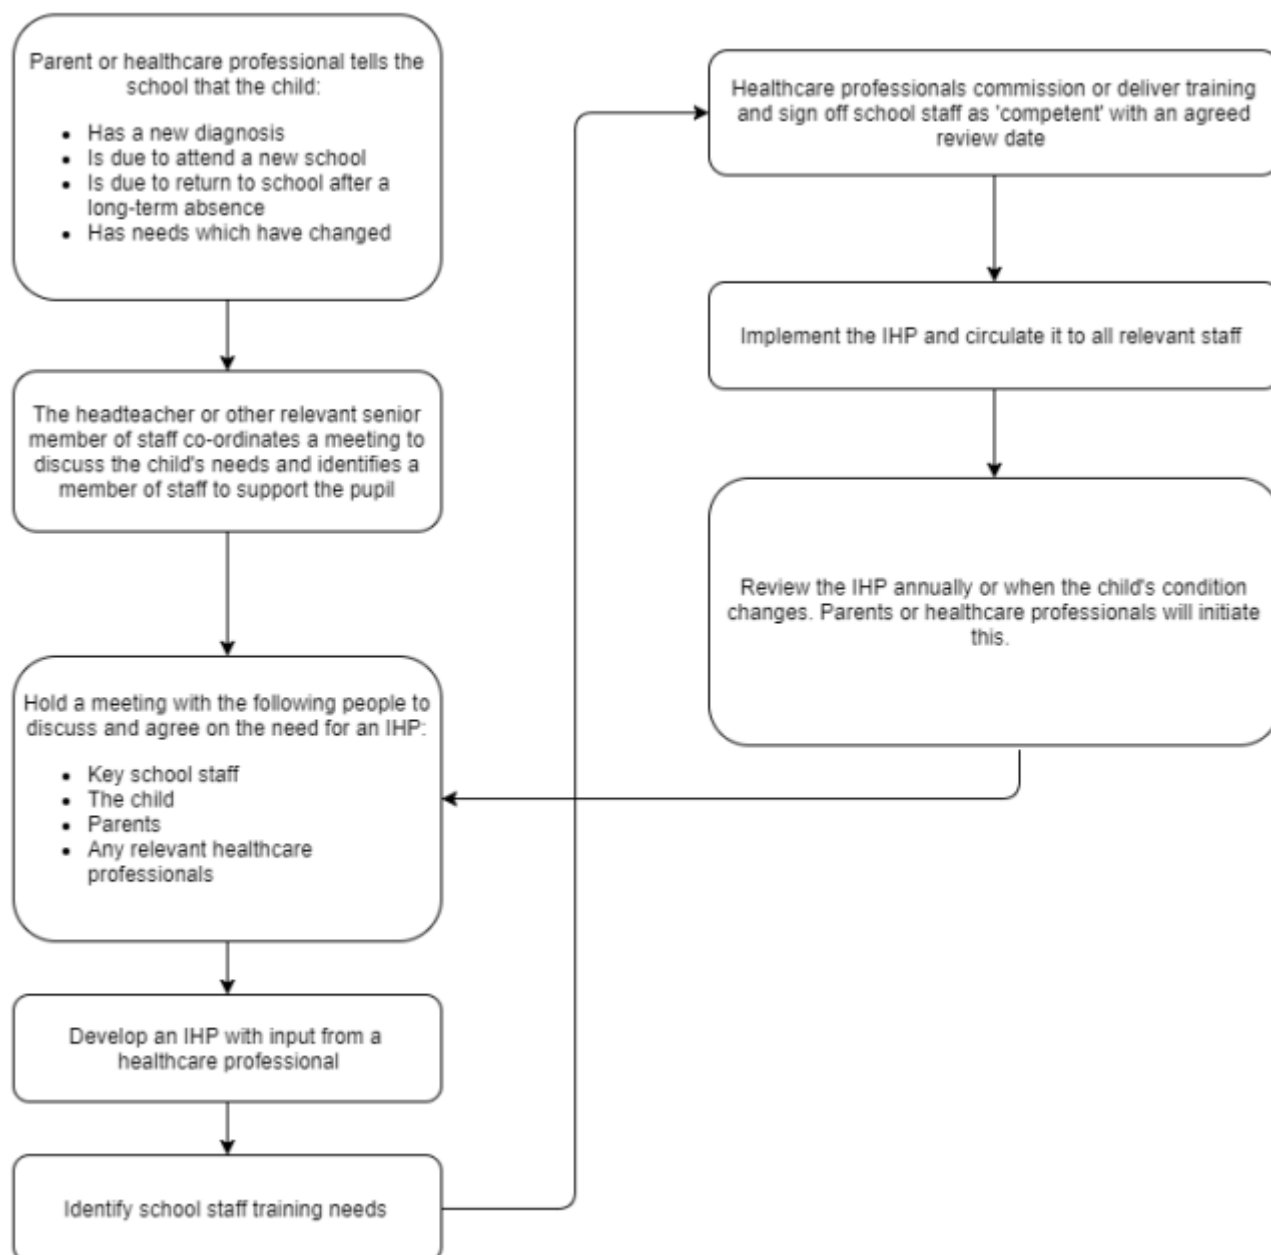 Parent or healthcare professional tells the
school that the child:
• Has a new diagnosis
• Is due to attend a new school
• Is due to return to school after a
long-term absence
• Has needs which have changed
The headteacher or other relevant senior
member of staff co-ordinates a meeting to
discuss the child's needs and identifies a
member of staff to support the pupil
Hold a meeting with the following people to
discuss and agree on the need for an IHP:
• Key school staff
• The child
• Parents
• Any relevant healthcare
professionals
Develop an IHP with input from a
healthcare professional
Identify school staff training needs
Healthcare professionals commission or deliver training
and sign off school staff as 'competent' with an agreed
review date
Implement the IHP and circulate it to all relevant staff
Review the IHP annually or when the child's condition
changes. Parents or healthcare professionals will initiate
this.